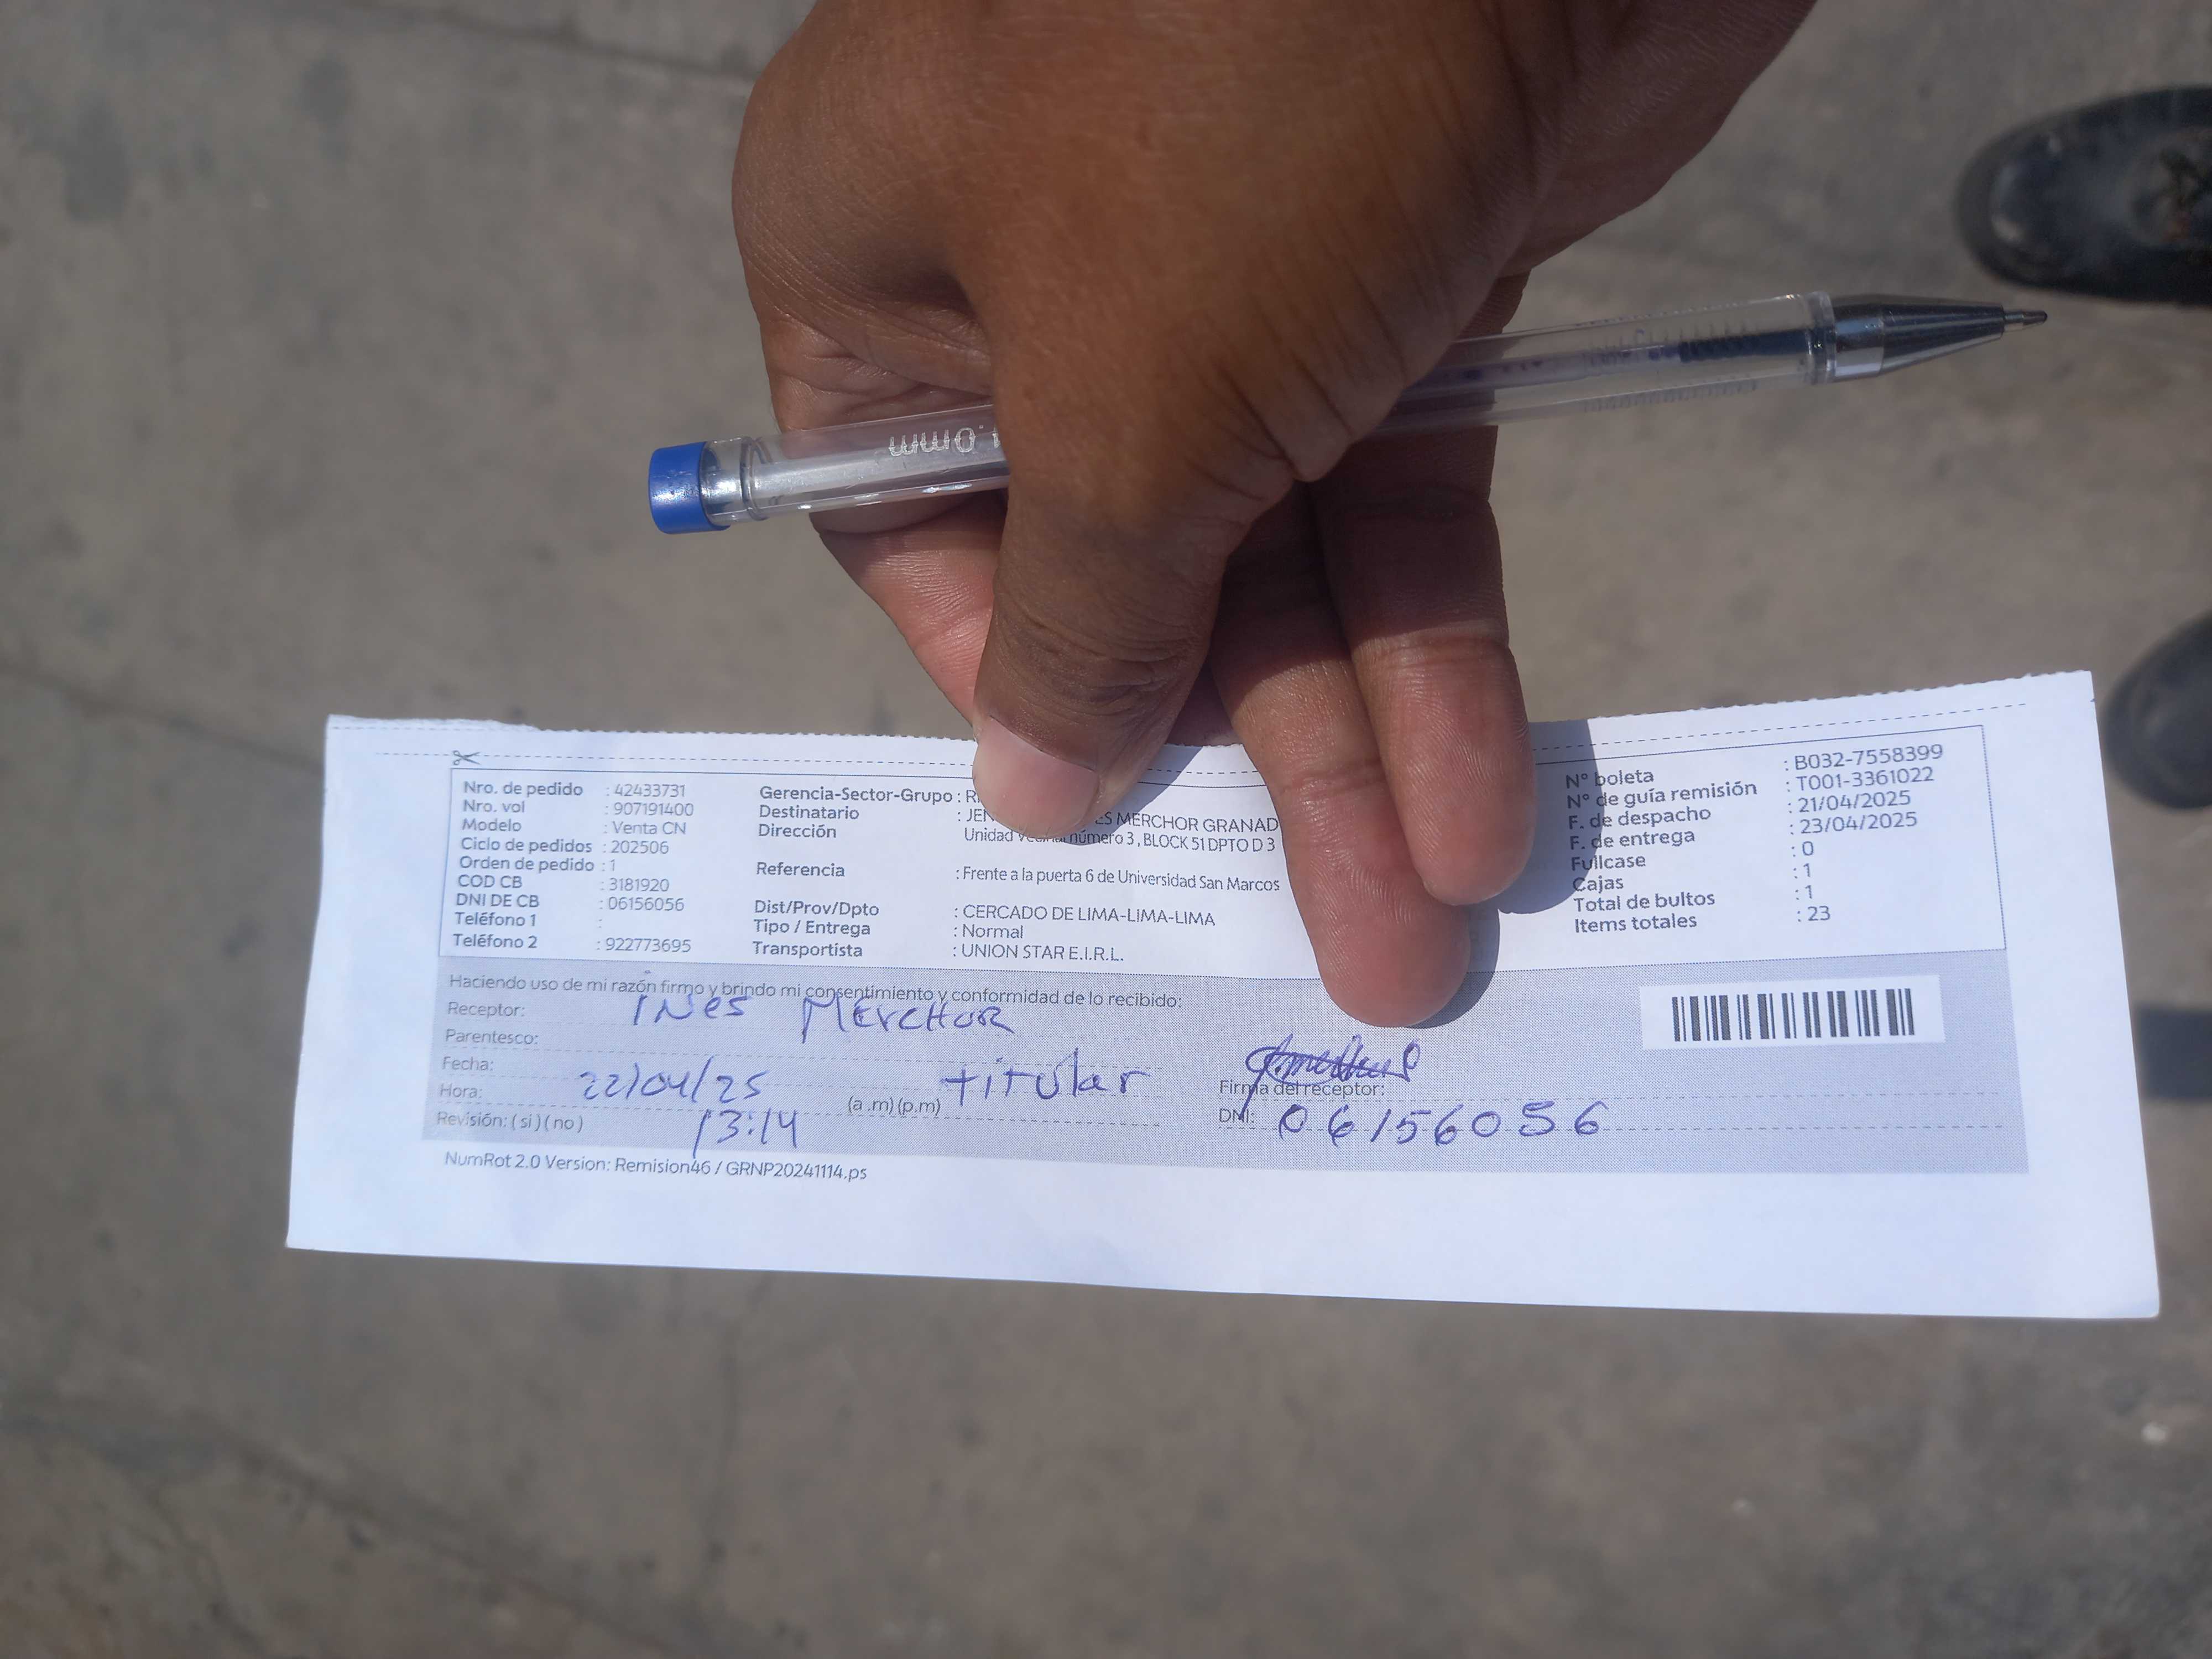 .0mm
Nro. de pedido : 42433731
Nro. vol : 907191400
Modelo : Venta CN
Ciclo de pedidos : 202506
Orden de pedido : 1
COD CB : 3181920
DNI DE CB : 06156056
Teléfono 1 :
Teléfono 2 : 922773695
Gerencia-Sector-Grupo :
Destinatario : MERCHOR
Dirección Unidad número 3, BLOCK 51 DPTO D 3
Referencia : Frente a la puerta 6 de Universidad San Marcos
Dist/Prov/Dpto : CERCADO DE LIMA-LIMA-LIMA
Tipo / Entrega : Normal
Transportista : UNION STAR E.I.R.L.
N° boleta : B032-7558399
N° de guía remisión : T001-3361022
F. de despacho : 21/04/2025
F. de entrega : 23/04/2025
Fullcase : 0
Cajas : 1
Total de bultos : 1
Items totales : 23
Haciendo uso de mi razón firmo y brindo mi consentimiento y conformidad de lo recibido:
Receptor: INes MErcHor
Parentesco: titular
Fecha: 22/04/25
Hora: 13:14 (a .m) (p.m)
Revisión: ( si ) ( no )
Firma del receptor:
DNI: 06156056
NumRot 2.0 Version: Remision46 / GRNP20241114.ps